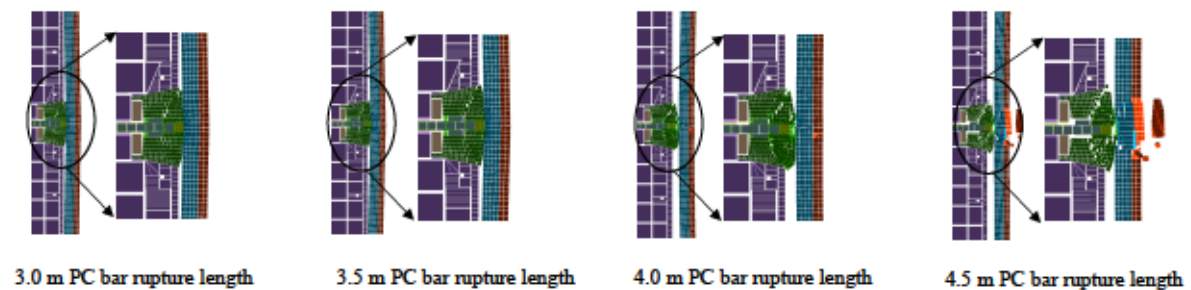 3.0 m PC bar rupture length
3.5 m PC bar rupture length
4.0 m PC bar rupture length
4.5 m PC bar rupture length